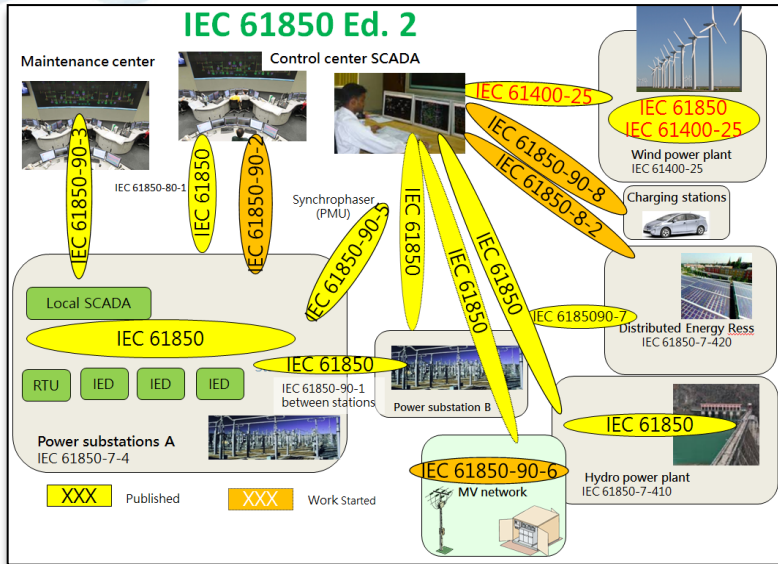 IEC 61850 Ed. 2
Maintenance center
Control center SCADA
IEC 61850-90-3
IEC 61850-80-1
IEC 61850
IEC 61850-90-2
Synchrophaser
(PMU)
IEC 61850-90-5
IEC 61850
IEC 61850
IEC 61850
IEC 61400-25
IEC 61850-90-8
IEC 61850-8-2
IEC 61850
IEC 61400-25
Wind power plant
IEC 61400-25
Charging stations
IEC 6185090-7
Distributed Energy Ress
IEC 61850-7-420
Local SCADA
IEC 61850
RTU
IED
IED
IED
Power substations A
IEC 61850-7-4
IEC 61850
IEC 61850-90-1
between stations
Power substation B
IEC 61850
Hydro power plant
IEC 61850-7-410
IEC 61850-90-6
MV network
XXX
Published
XXX
Work Started